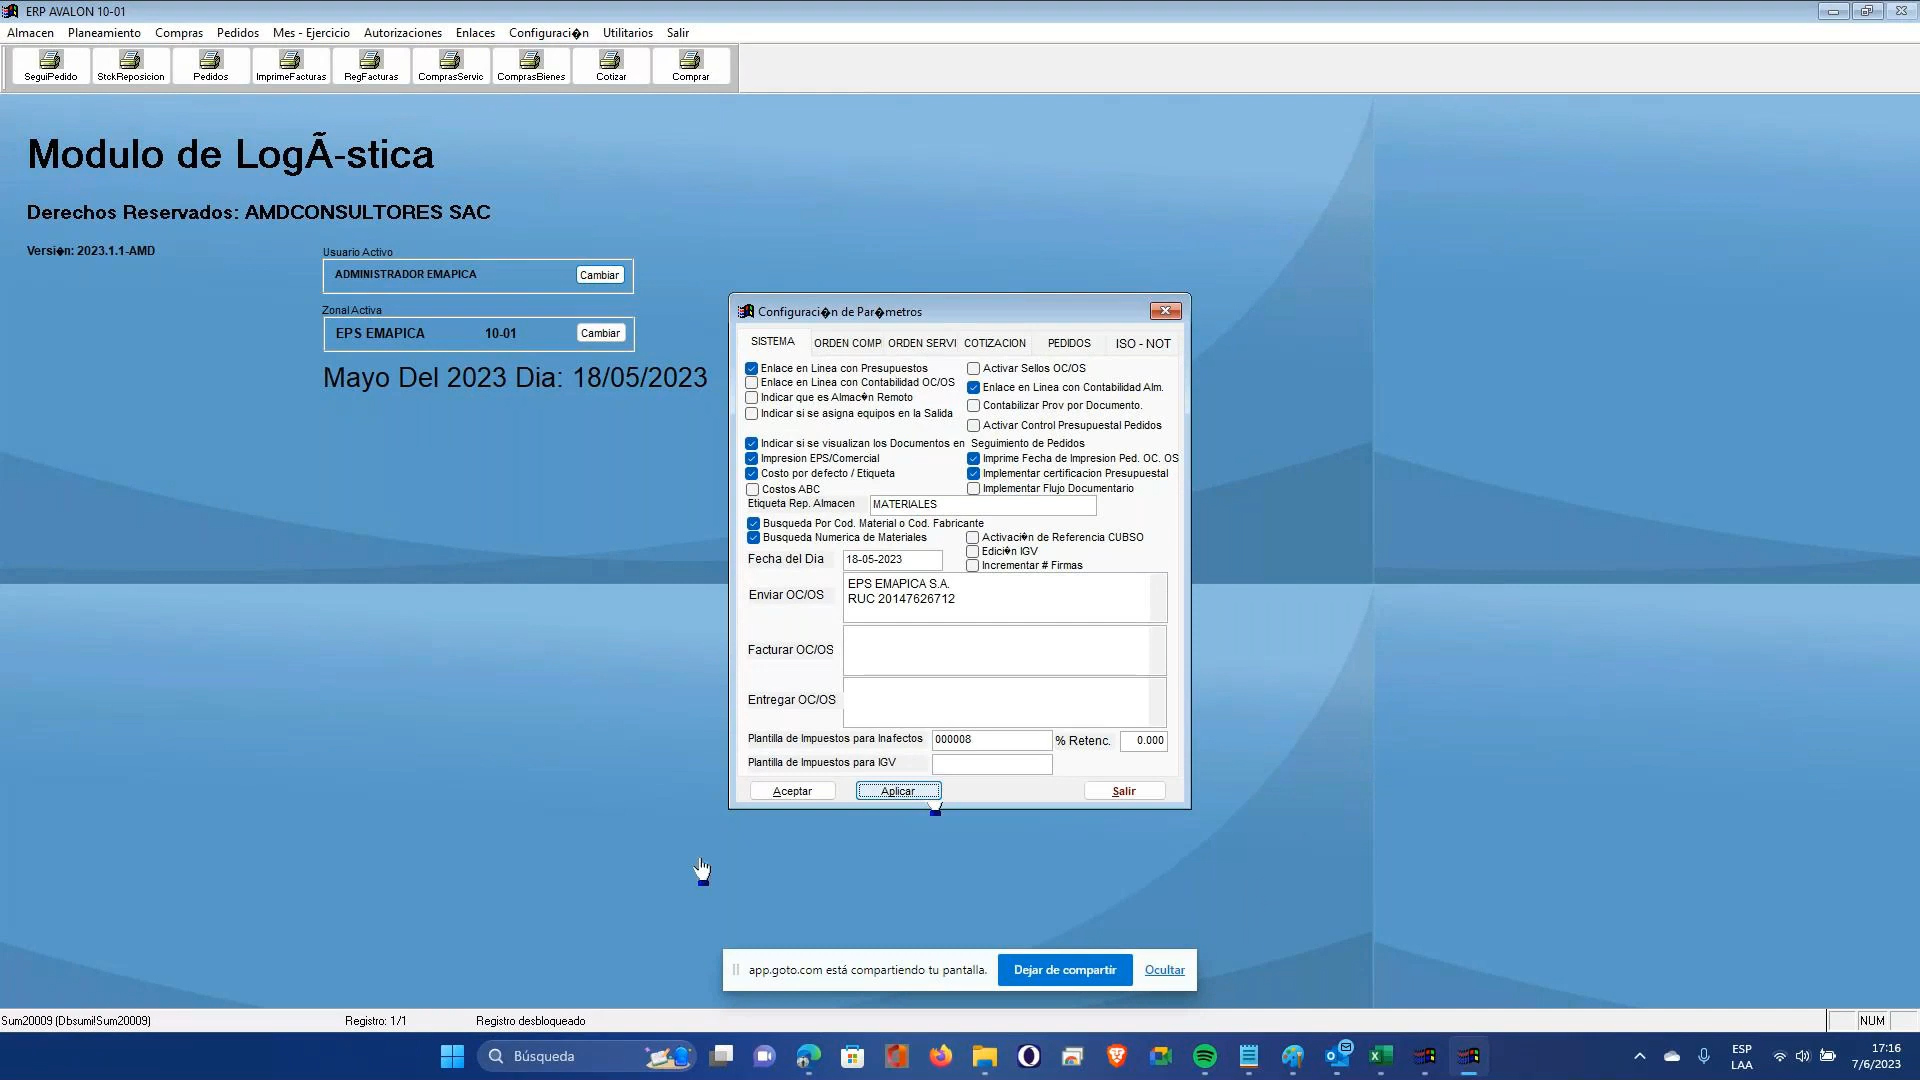 ERP AVALON 10-01
Almacen Planeamiento Compras Pedidos Mes - Ejercicio Autorizaciones Enlaces Configuraci�n Utilitarios Salir
SeguiPedido StckReposicion Pedidos ImprimeFacturas RegFacturas ComprasServic ComprasBienes Cotizar Comprar
Modulo de LogÃ-stica
Derechos Reservados: AMDCONSULTORES SAC
Versi�n: 2023.1.1-AMD
Usuario Activo
ADMINISTRADOR EMAPICA Cambiar
Zonal Activa
EPS EMAPICA 10-01 Cambiar
Mayo Del 2023 Dia: 18/05/2023
Configuraci�n de Par�metros
SISTEMA ORDEN COMP ORDEN SERVI COTIZACION PEDIDOS ISO - NOT
Enlace en Linea con Presupuestos Activar Sellos OC/OS
Enlace en Linea con Contabilidad OC/OS Enlace en Linea con Contabilidad Alm.
Indicar que es Almac�n Remoto Contabilizar Prov por Documento.
Indicar si se asigna equipos en la Salida Activar Control Presupuestal Pedidos
Indicar si se visualizan los Documentos en Seguimiento de Pedidos
Impresion EPS/Comercial Imprime Fecha de Impresion Ped. OC. OS
Costo por defecto / Etiqueta Implementar certificacion Presupuestal
Costos ABC Implementar Flujo Documentario
Etiqueta Rep. Almacen MATERIALES
Busqueda Por Cod. Material o Cod. Fabricante
Busqueda Numerica de Materiales Activaci�n de Referencia CUBSO
Edici�n IGV
Fecha del Dia 18-05-2023 Incrementar # Firmas
Enviar OC/OS EPS EMAPICA S.A.
RUC 20147626712
Facturar OC/OS
Entregar OC/OS
Plantilla de Impuestos para Inafectos 000008 % Retenc. 0.000
Plantilla de Impuestos para IGV
Aceptar Aplicar Salir
app.goto.com está compartiendo tu pantalla. Dejar de compartir Ocultar
Sum20009 (Dbsumi!Sum20009) Registro: 1/1 Registro desbloqueado NUM
Búsqueda
ESP
LAA
17:16
7/6/2023